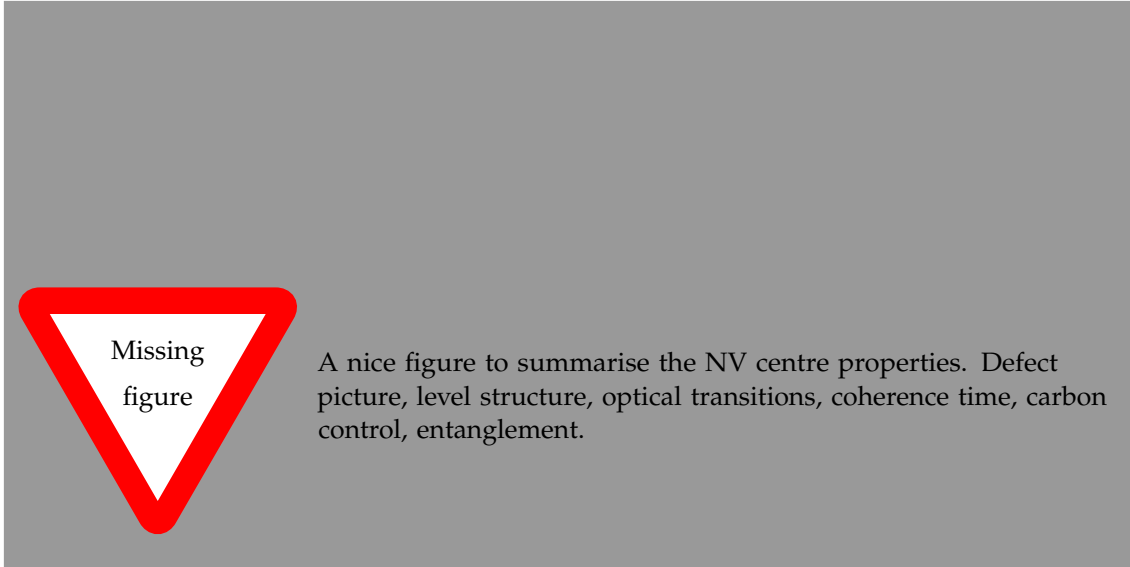 Missing
figure
A nice figure to summarise the NV centre properties. Defect
picture, level structure, optical transitions, coherence time, carbon
control, entanglement.